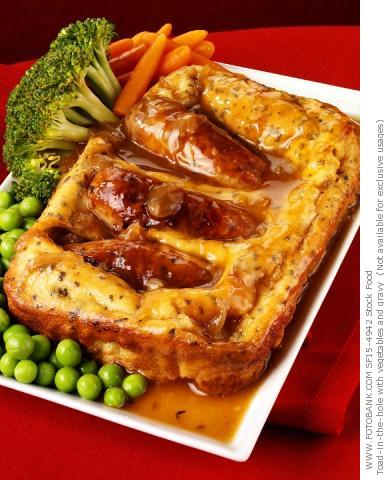 WWW.FOTOBANK.COM SF15-4942 Stock Food
Toad-in-the-hole with vegetables and gravy (Not available for exclusive usages)